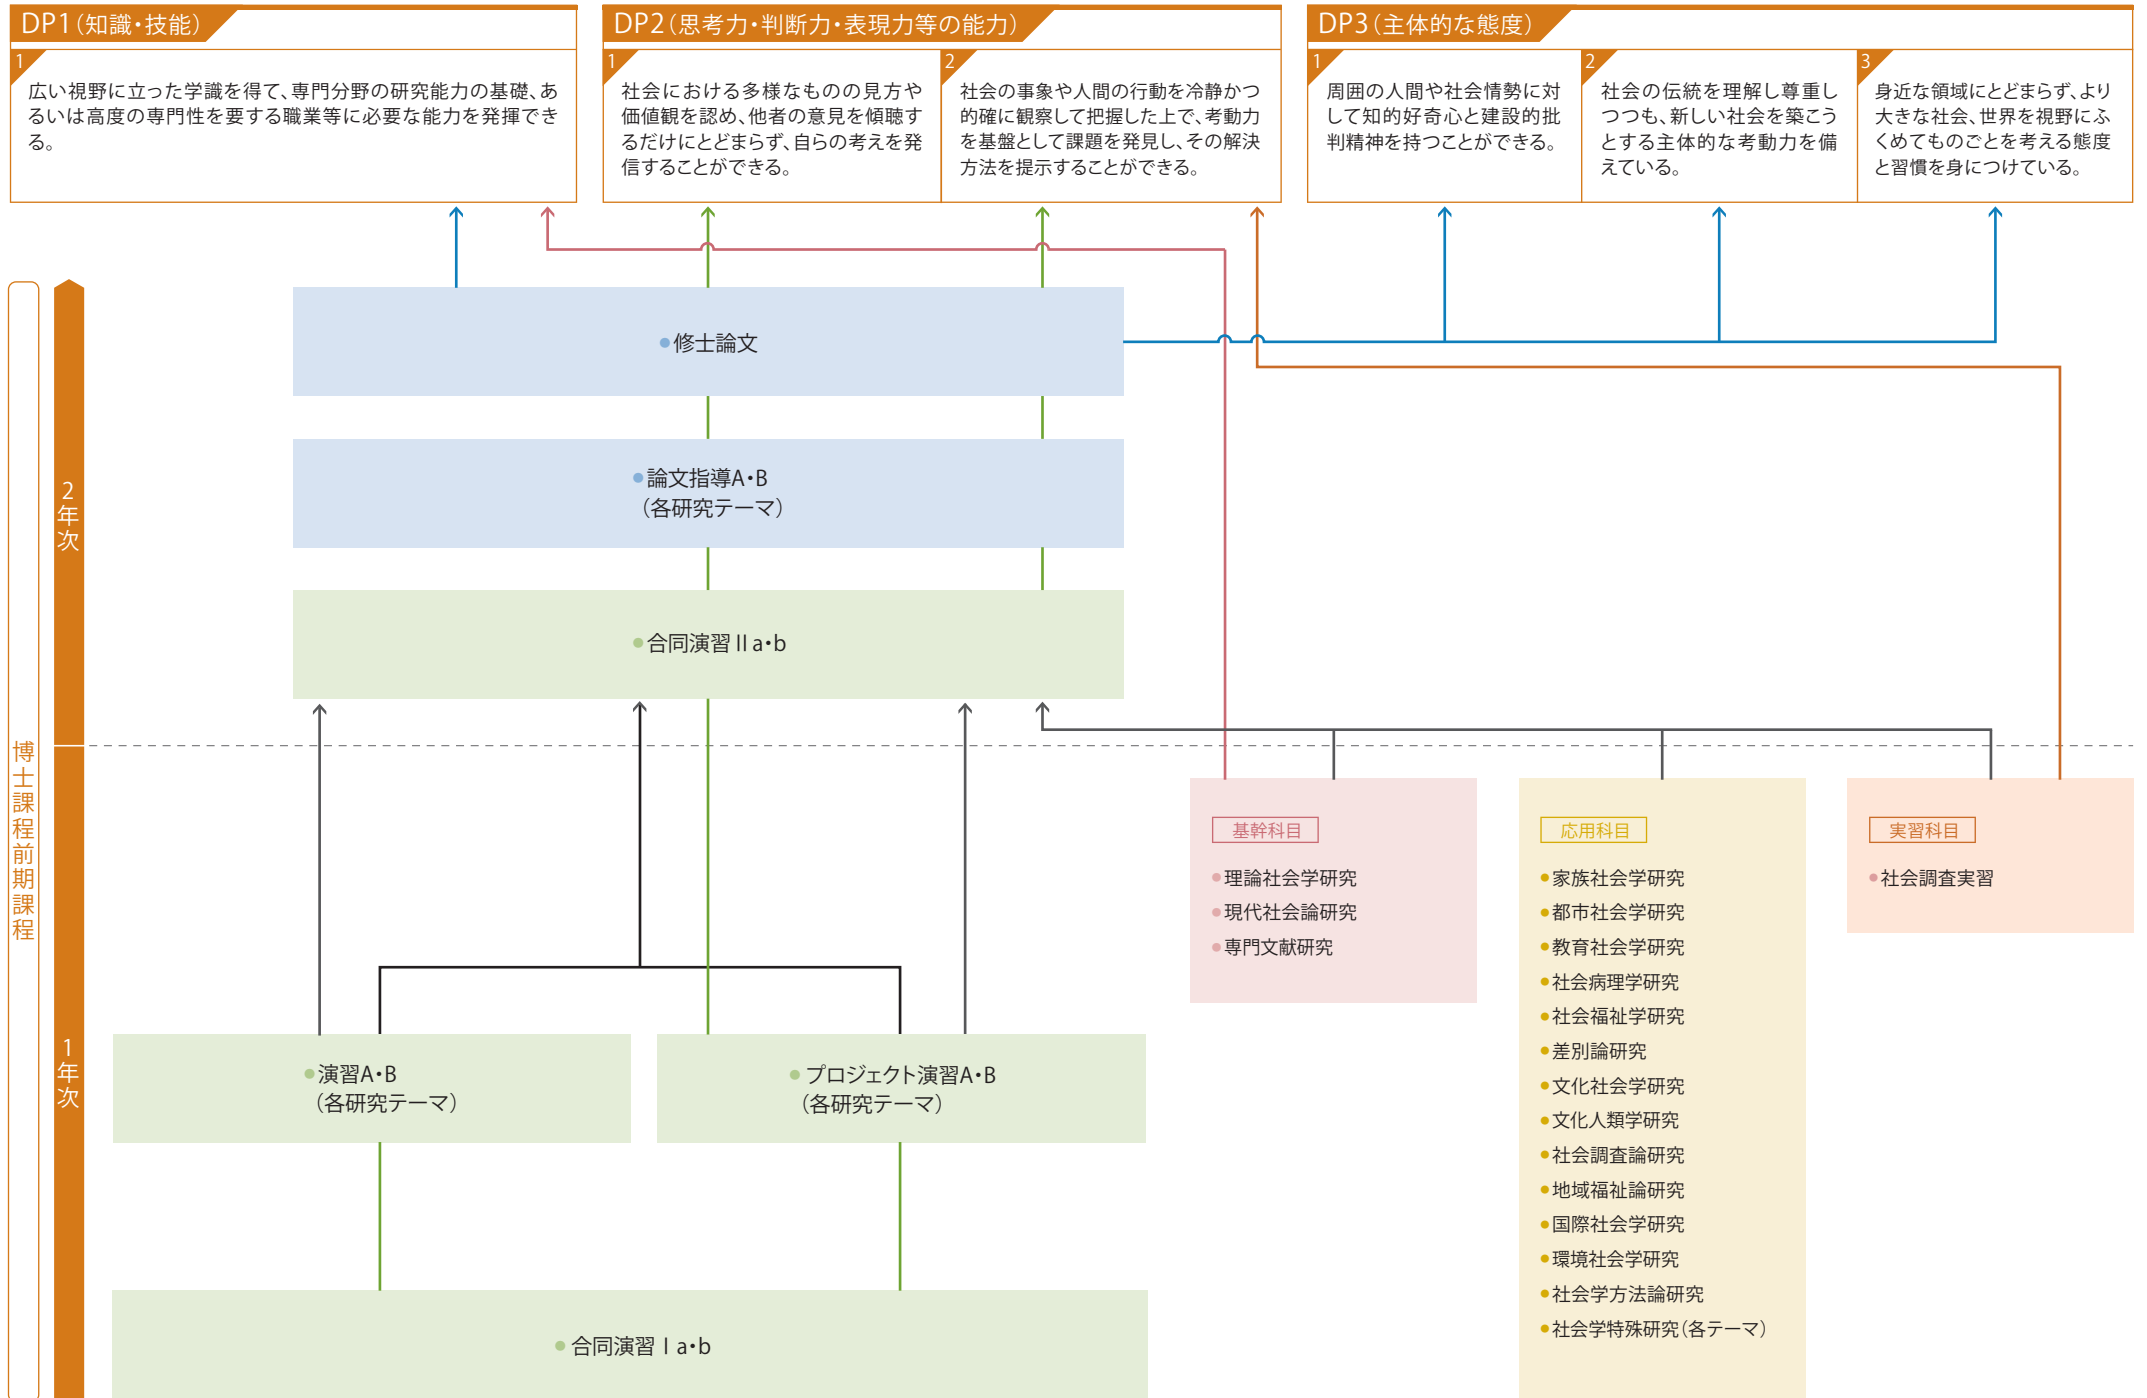 DP1（知識・技能）
1
広い視野に立った学識を得て、専門分野の研究能力の基礎、あ
るいは高度の専門性を要する職業等に必要な能力を発揮でき
る。
DP2（思考力・判断力・表現力等の能力）
1
社会における多様なものの見方や
価値観を認め、他者の意見を傾聴す
るだけにとどまらず、自らの考えを発
信することができる。
2
社会の事象や人間の行動を冷静かつ
的確に観察して把握した上で、考動力
を基盤として課題を発見し、その解決
方法を提示することができる。
DP3（主体的な態度）
1
周囲の人間や社会情勢に対
して知的好奇心と建設的批
判精神を持つことができる。
2
社会の伝統を理解し尊重し
つつも、新しい社会を築こう
とする主体的な考動力を備
えている。
3
身近な領域にとどまらず、より
大きな社会、世界を視野にふ
くめてものごとを考える態度
と習慣を身につけている。
博士課程前期課程
2年次
1年次
●修士論文
●論文指導A・B
（各研究テーマ）
●合同演習Ⅱa・b
●演習A・B
（各研究テーマ）
●プロジェクト演習A・B
（各研究テーマ）
●合同演習Ⅰa・b
基幹科目
●理論社会学研究
●現代社会論研究
●専門文献研究
応用科目
●家族社会学研究
●都市社会学研究
●教育社会学研究
●社会病理学研究
●社会福祉学研究
●差別論研究
●文化社会学研究
●文化人類学研究
●社会調査論研究
●地域福祉論研究
●国際社会学研究
●環境社会学研究
●社会学方法論研究
●社会学特殊研究（各テーマ）
実習科目
●社会調査実習